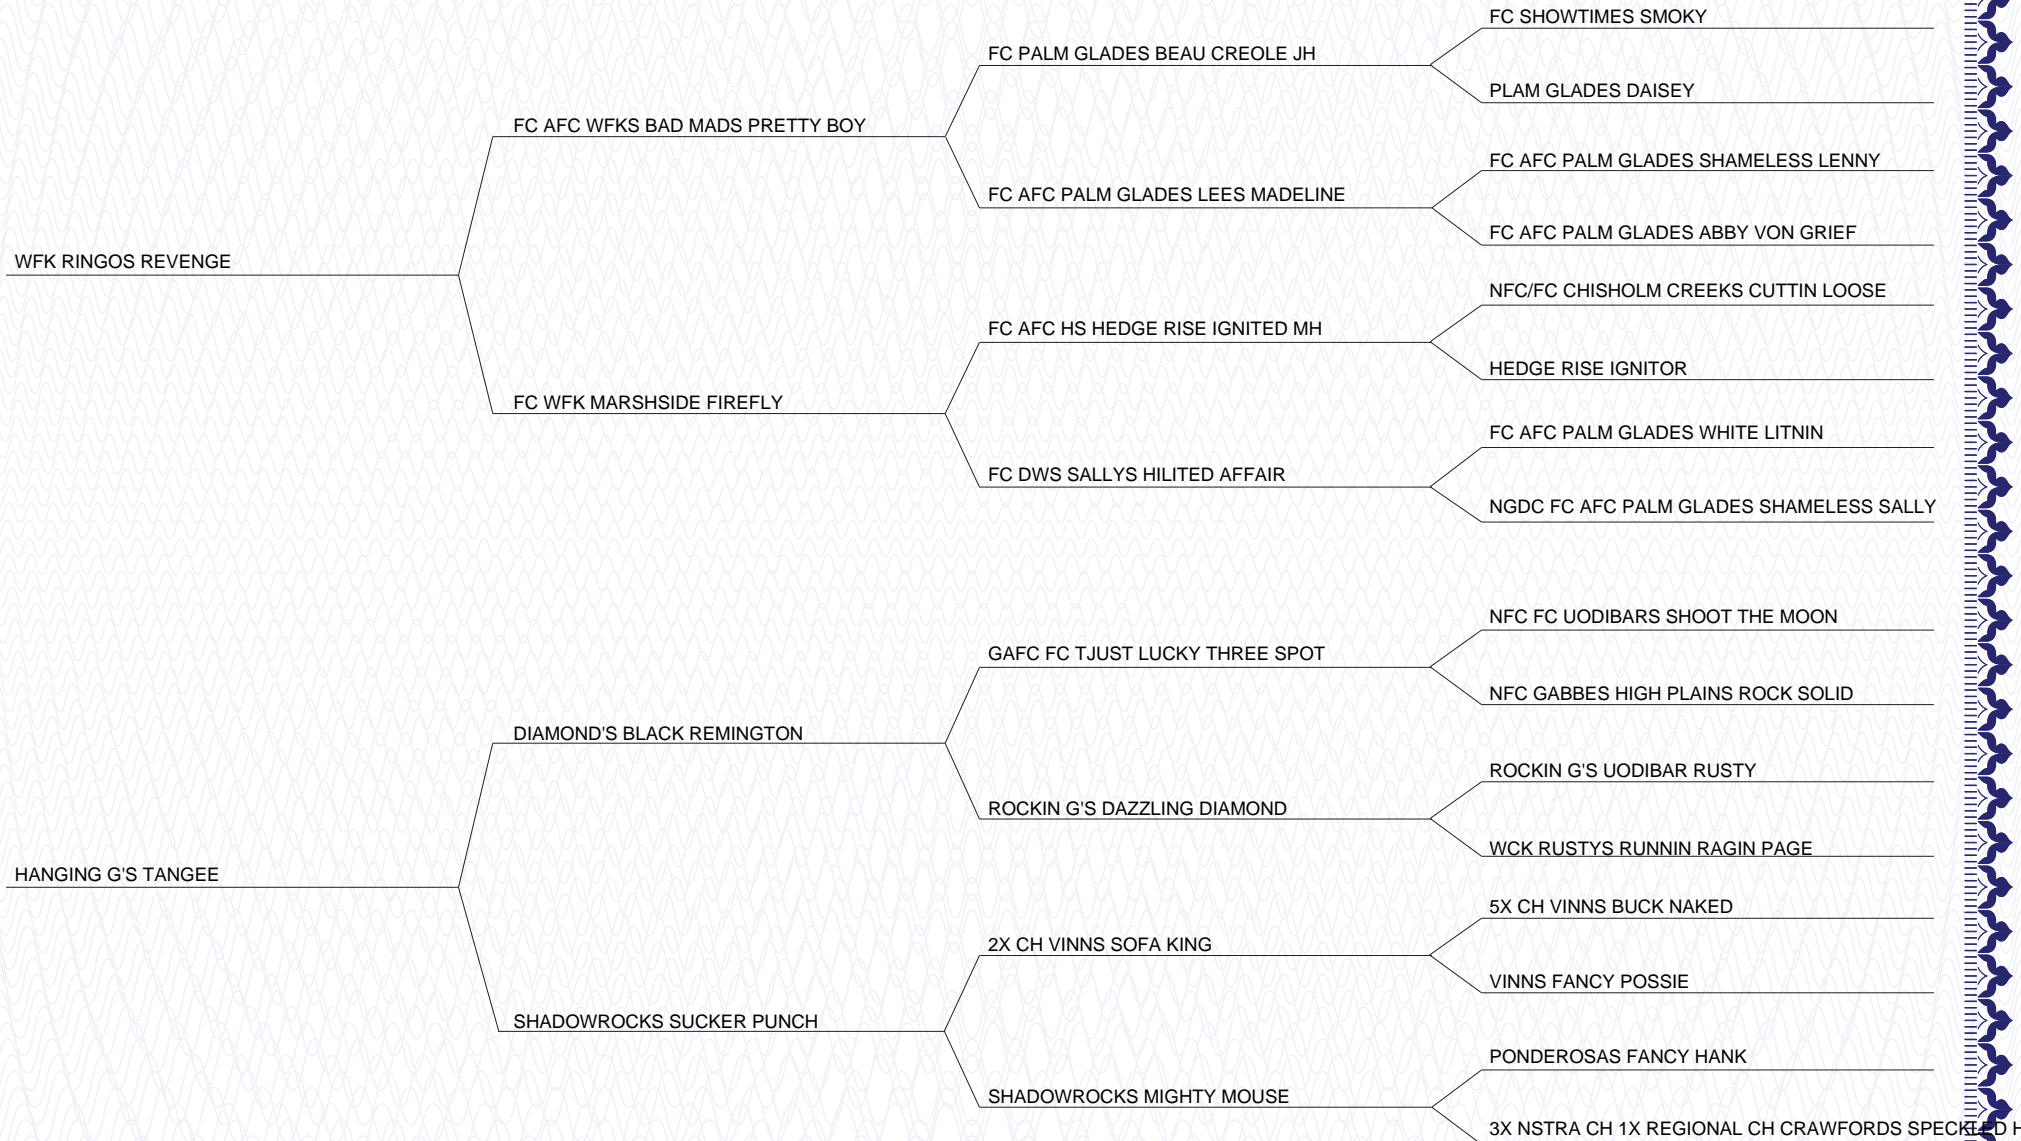 FC SHOWTIMES SMOKY
FC PALM GLADES BEAU CREOLE JH
PLAM GLADES DAISEY
FC AFC WFKS BAD MADS PRETTY BOY
FC AFC PALM GLADES SHAMELESS LENNY
FC AFC PALM GLADES LEES MADELINE
FC AFC PALM GLADES ABBY VON GRIEF
WFK RINGOS REVENGE
NFC/FC CHISHOLM CREEKS CUTTIN LOOSE
FC AFC HS HEDGE RISE IGNITED MH
HEDGE RISE IGNITOR
FC WFK MARSHSIDE FIREFLY
FC AFC PALM GLADES WHITE LITNIN
FC DWS SALLYS HILITED AFFAIR
NGDC FC AFC PALM GLADES SHAMELESS SALLY
NFC FC UODIBARS SHOOT THE MOON
GAFC FC TJUST LUCKY THREE SPOT
NFC GABBES HIGH PLAINS ROCK SOLID
DIAMOND'S BLACK REMINGTON
ROCKIN G'S UODIBAR RUSTY
ROCKIN G'S DAZZLING DIAMOND
WCK RUSTYS RUNNIN RAGIN PAGE
HANGING G'S TANGEE
5X CH VINNS BUCK NAKED
2X CH VINNS SOFA KING
VINNS FANCY POSSIE
SHADOWROCKS SUCKER PUNCH
PONDEROSAS FANCY HANK
SHADOWROCKS MIGHTY MOUSE
3X NSTRA CH 1X REGIONAL CH CRAWFORDS SPECKLED